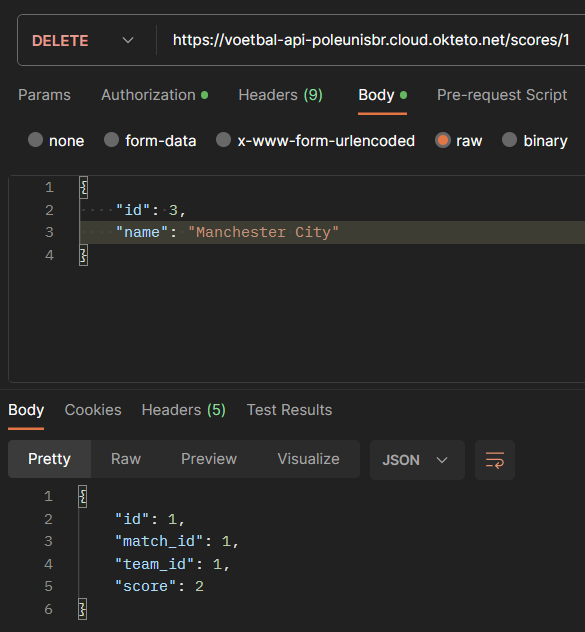 DELETE https://voetbal-api-poleunisbr.cloud.okteto.net/scores/1
Params Authorization Headers (9) Body Pre-request Script
none form-data x-www-form-urlencoded raw binary
1 {
2 "id": 3,
3 "name": "Manchester City"
4 }
Body Cookies Headers (5) Test Results
Pretty Raw Preview Visualize JSON
1 {
2 "id": 1,
3 "match_id": 1,
4 "team_id": 1,
5 "score": 2
6 }